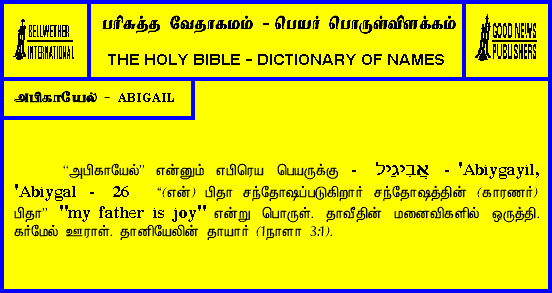 BELLWETHER
INTERNATIONAL
பரிசுத்த வேதாகமம் - பெயர் பொருள்விளக்கம்
THE HOLY BIBLE - DICTIONARY OF NAMES
GOOD NEWS
PUBLISHERS
அபிகாயேல் - ABIGAIL
“அபிகாயேல்” என்னும் எபிரெய பெயருக்கு - אֲבִיגַיִל - 'Abiygayil,
'Abiygal - 26 “(என்) பிதா சந்தோஷப்படுகிறார் சந்தோஷத்தின் (காரணர்)
பிதா” "my father is joy" என்று பொருள். தாவீதின் மனைவிகளில் ஒருத்தி.
கர்மேல் ஊராள். தானியேலின் தாயார் (1நாளா 3:1).